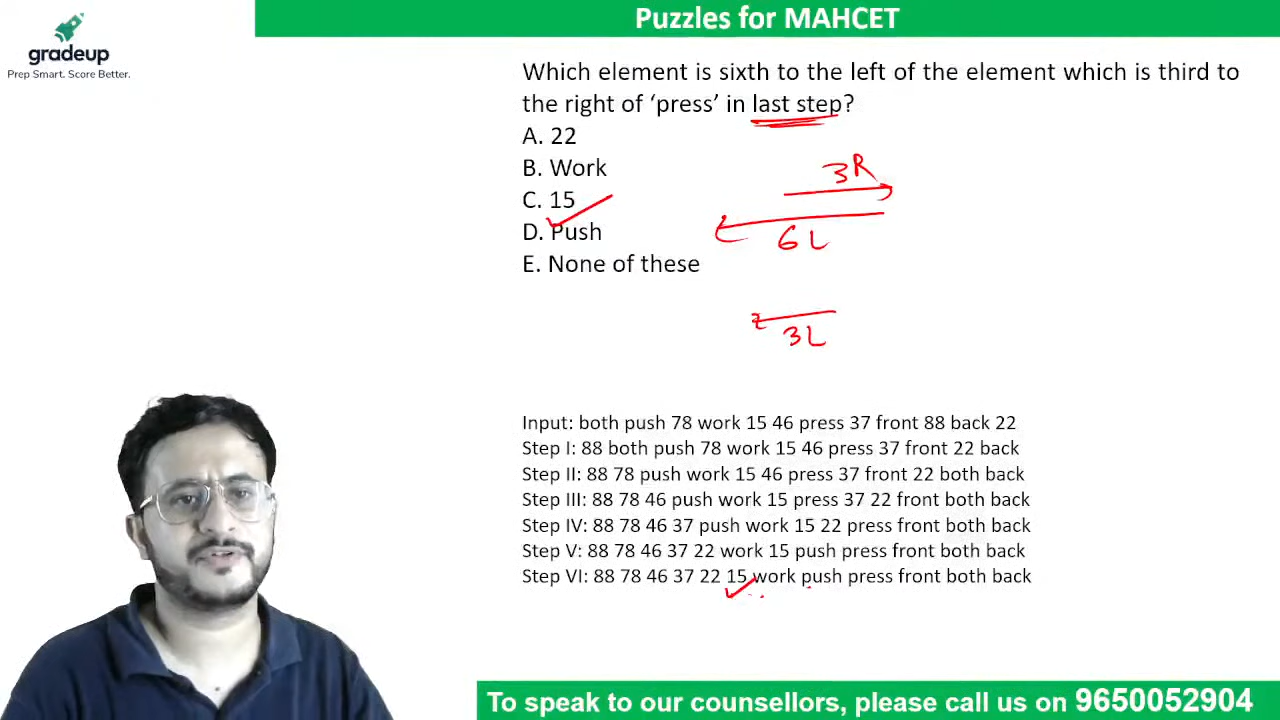 gradeup
Prep Smart. Score Better.
Puzzles for MAHCET
Which element is sixth to the left of the element which is third to
the right of ‘press’ in last step?
A. 22
B. Work
C. 15
D. Push
E. None of these
3R
6L
3L
Input: both push 78 work 15 46 press 37 front 88 back 22
Step I: 88 both push 78 work 15 46 press 37 front 22 back
Step II: 88 78 push work 15 46 press 37 front 22 both back
Step III: 88 78 46 push work 15 press 37 22 front both back
Step IV: 88 78 46 37 push work 15 22 press front both back
Step V: 88 78 46 37 22 work 15 push press front both back
Step VI: 88 78 46 37 22 15 work push press front both back
To speak to our counsellors, please call us on 9650052904